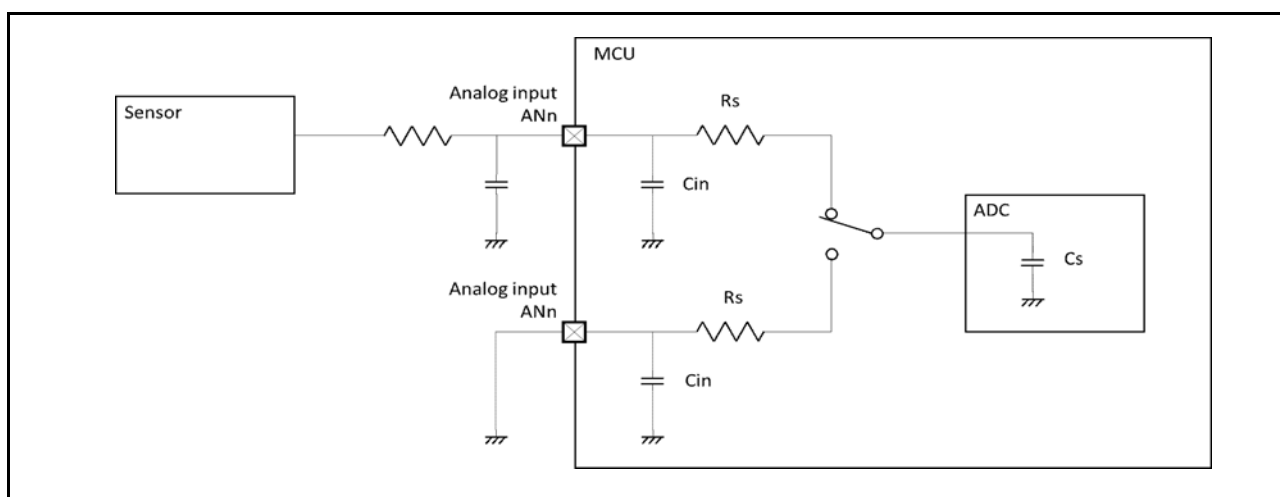 MCU
Sensor
Analog input
ANn
Rs
Cin
ADC
Cs
Analog input
ANn
Rs
Cin